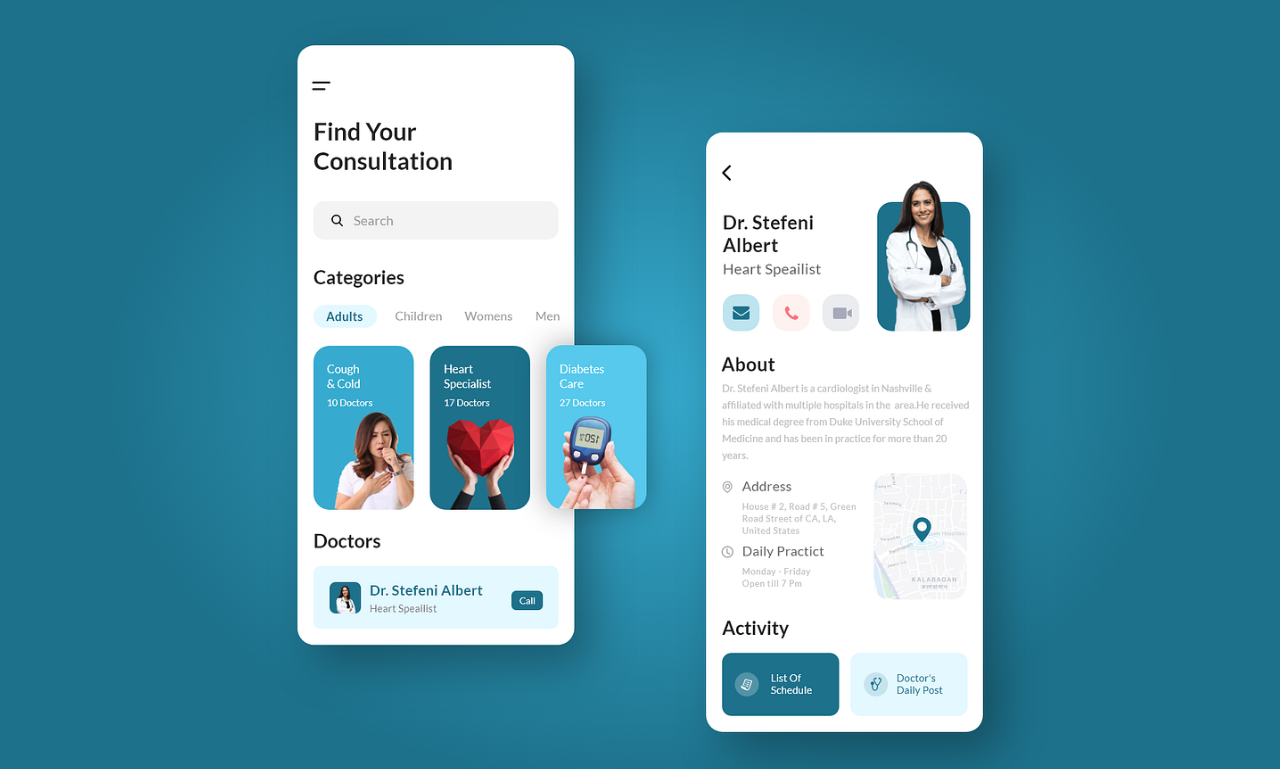 Find Your
Consultation
Search
Categories
Adults Children Womens Men
Cough
& Cold
10 Doctors
Heart
Specialist
17 Doctors
Diabetes
Care
27 Doctors
Doctors
Dr. Stefeni Albert
Heart Speailist
Call
Dr. Stefeni
Albert
Heart Speailist
About
Dr. Stefeni Albert is a cardiologist in Nashville &
affiliated with multiple hospitals in the area.He received
his medical degree from Duke University School of
Medicine and has been in practice for more than 20
years.
Address
House # 2, Road # 5, Green
Road Street of CA, LA,
United States
Daily Practict
Monday - Friday
Open till 7 Pm
KALABAGAN
Activity
List Of
Schedule
Doctor's
Daily Post